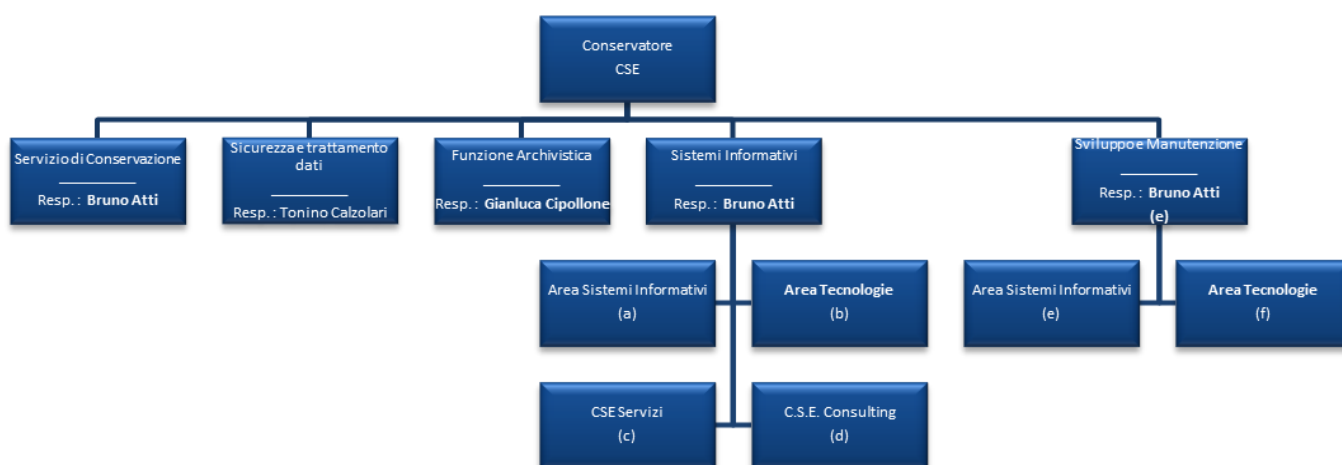 Conservatore
CSE
Servizio di Conservazione
Resp. : Bruno Atti
Sicurezza e trattamento
dati
Resp. : Tonino Calzolari
Funzione Archivistica
Resp. : Gianluca Cipollone
Sistemi Informativi
Resp. : Bruno Atti
Sviluppo e Manutenzione
Resp. : Bruno Atti
(e)
Area Sistemi Informativi
(a)
Area Tecnologie
(b)
Area Sistemi Informativi
(e)
Area Tecnologie
(f)
CSE Servizi
(c)
C.S.E. Consulting
(d)